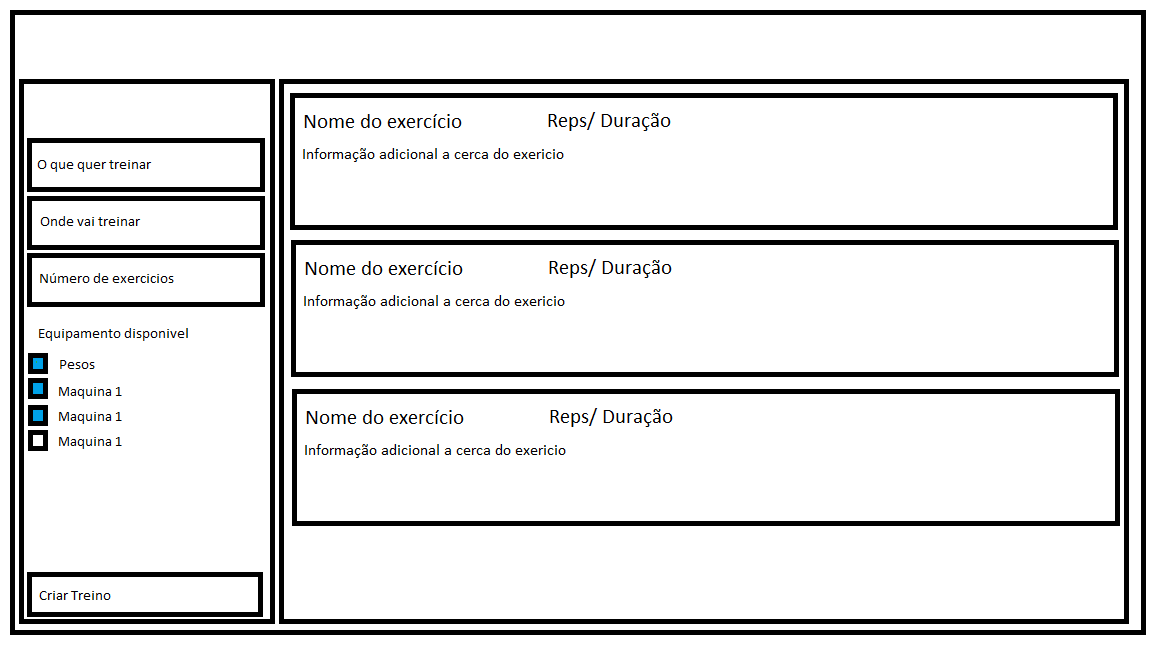 O que quer treinar
Onde vai treinar
Número de exercicios
Equipamento disponivel
Pesos
Maquina 1
Maquina 1
Maquina 1
Criar Treino
Nome do exercício Reps/ Duração
Informação adicional a cerca do exericio
Nome do exercício Reps/ Duração
Informação adicional a cerca do exericio
Nome do exercício Reps/ Duração
Informação adicional a cerca do exericio